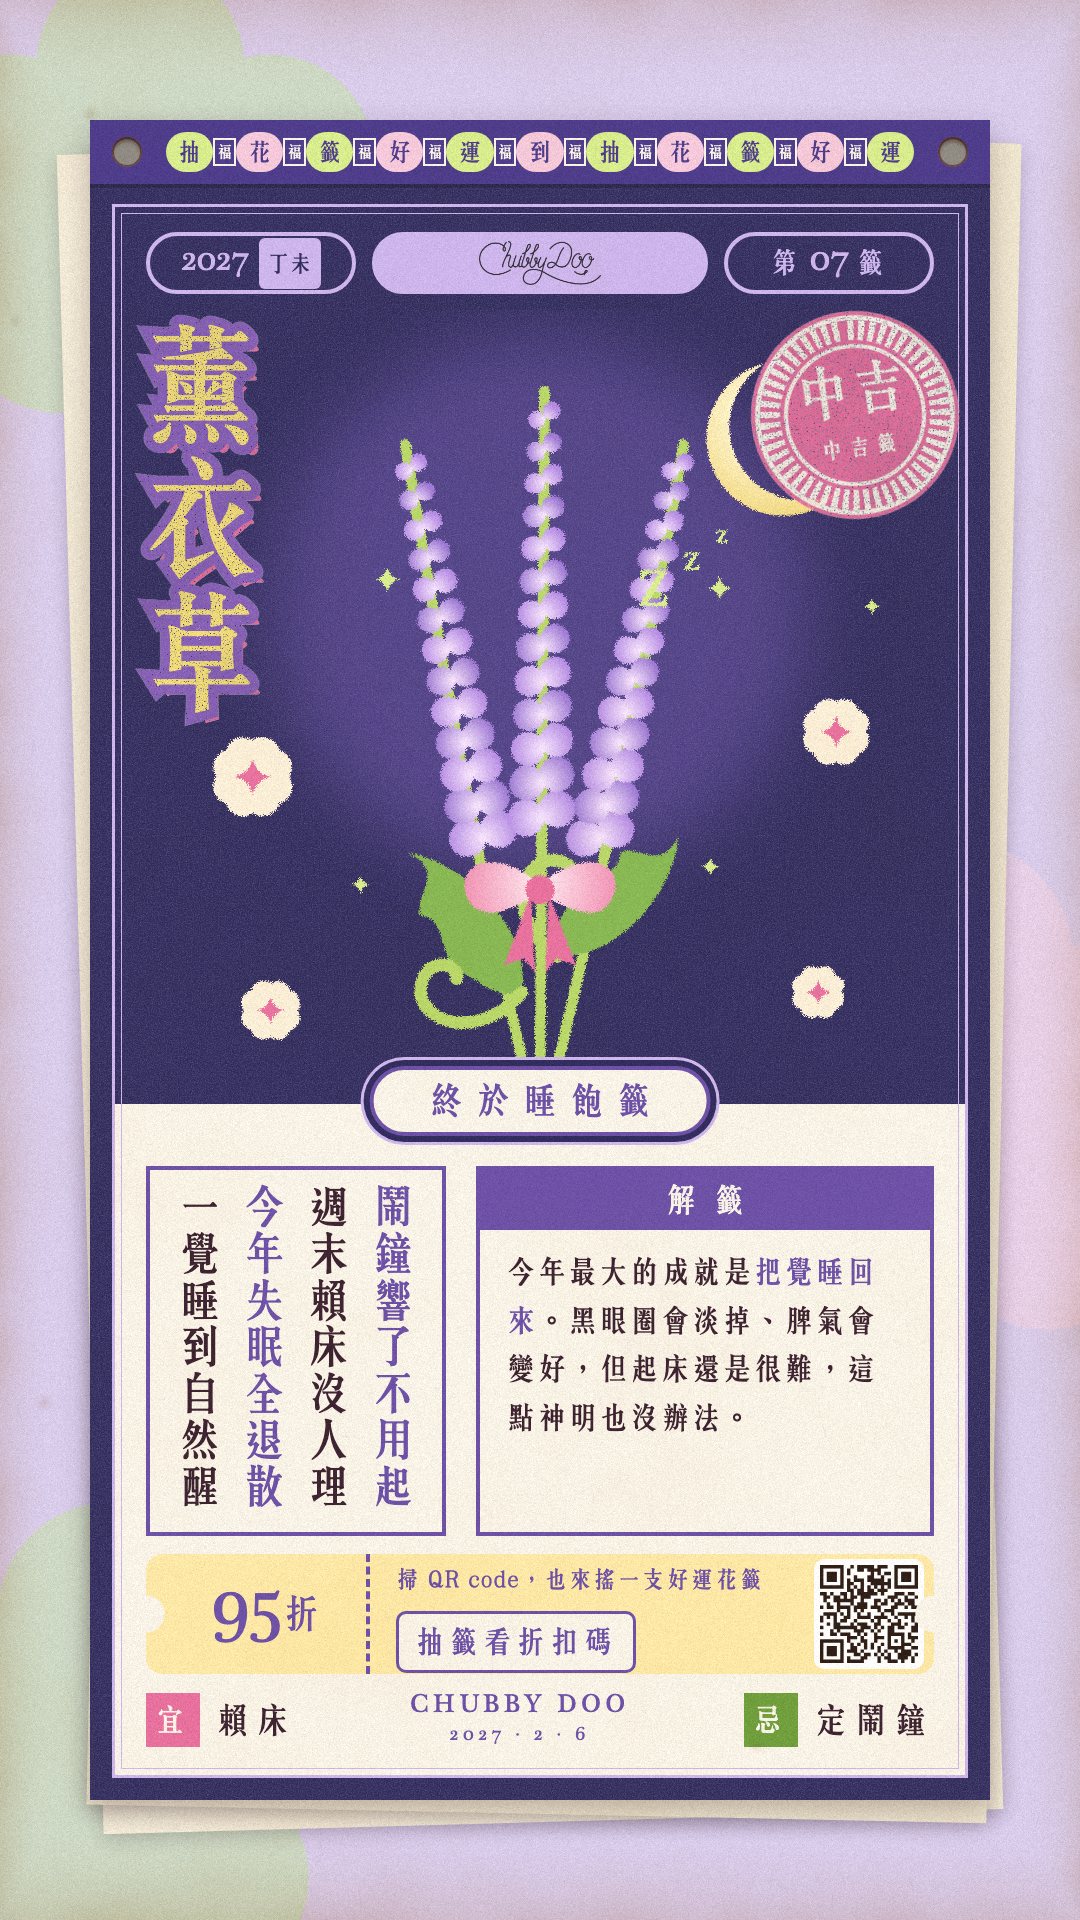 抽福花福籤福好福運福到福抽福花福籤福好福運
2027 丁未
Chubby Doo
第 07 籤
薰衣草
中吉
中吉籤
z
z
z
終於睡飽籤
鬧鐘響了不用起
週末賴床沒人理
今年失眠全退散
一覺睡到自然醒
解籤
今年最大的成就是把覺睡回
來。黑眼圈會淡掉、脾氣會
變好，但起床還是很難，這
點神明也沒辦法。
95折
掃 QR code，也來搖一支好運花籤
抽籤看折扣碼
宜 賴床
CHUBBY DOO
2027 · 2 · 6
忌 定鬧鐘